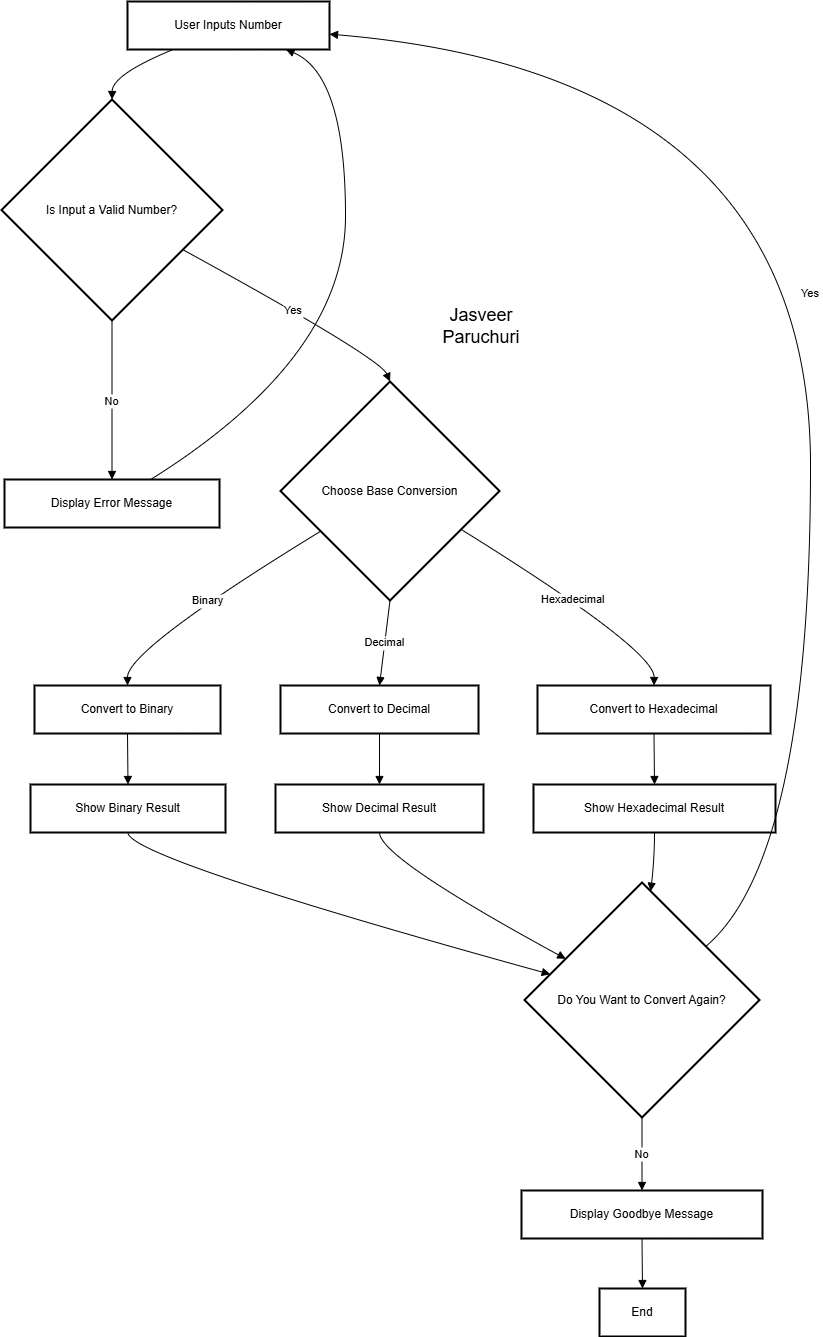 User Inputs Number
Is Input a Valid Number?
Yes
Yes
Jasveer
Paruchuri
No
Display Error Message
Choose Base Conversion
Binary
Hexadecimal
Decimal
Convert to Binary
Convert to Decimal
Convert to Hexadecimal
Show Binary Result
Show Decimal Result
Show Hexadecimal Result
Do You Want to Convert Again?
No
Display Goodbye Message
End